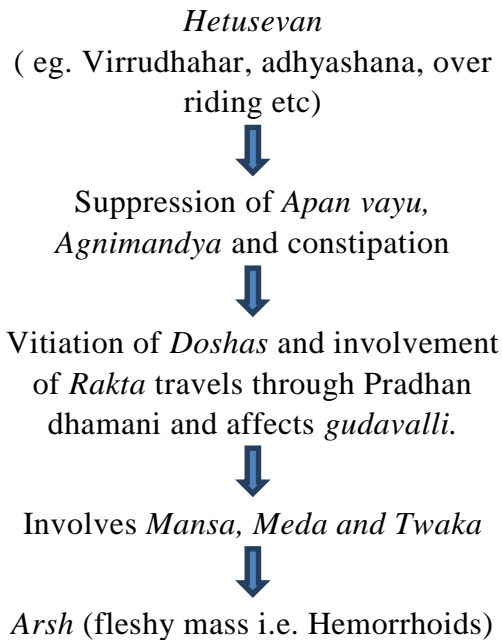 Hetusevan
( eg. Virrudhahar, adhyashana, over
riding etc)
Suppression of Apan vayu,
Agnimandya and constipation
Vitiation of Doshas and involvement
of Rakta travels through Pradhan
dhamani and affects gudavalli.
Involves Mansa, Meda and Twaka
Arsh (fleshy mass i.e. Hemorrhoids)